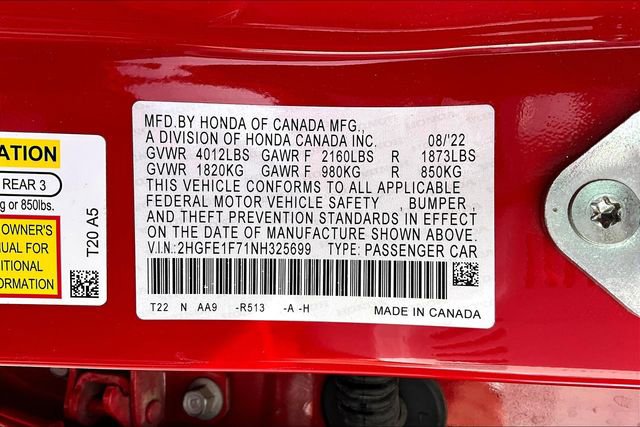 ATION
REAR 3
g or 850lbs.
OWNER'S
ANUAL FOR
ITIONAL
ORMATION
T20 A5
MFD.BY HONDA OF CANADA MFG.,
A DIVISION OF HONDA CANADA INC. 08/'22
GVWR 4012LBS GAWR F 2160LBS R 1873LBS
GVWR 1820KG GAWR F 980KG R 850KG
THIS VEHICLE CONFORMS TO ALL APPLICABLE
FEDERAL MOTOR VEHICLE SAFETY , BUMPER ,
AND THEFT PREVENTION STANDARDS IN EFFECT
ON THE DATE OF MANUFACTURE SHOWN ABOVE.
V.I.N:2HGFE1F71NH325699 TYPE: PASSENGER CAR
T22 N AA9 -R513 -A -H MADE IN CANADA